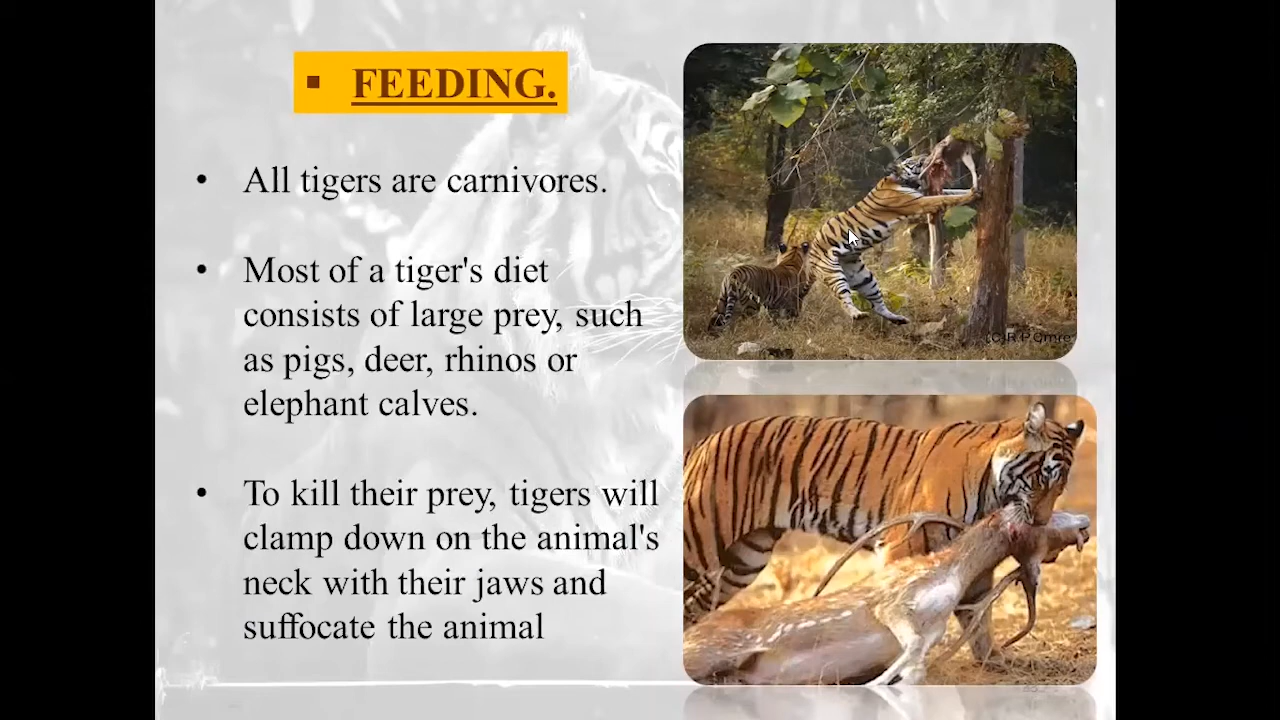 ▪ FEEDING.
• All tigers are carnivores.
• Most of a tiger's diet
consists of large prey, such
as pigs, deer, rhinos or
elephant calves.
• To kill their prey, tigers will
clamp down on the animal's
neck with their jaws and
suffocate the animal
(C) R.P.Omre